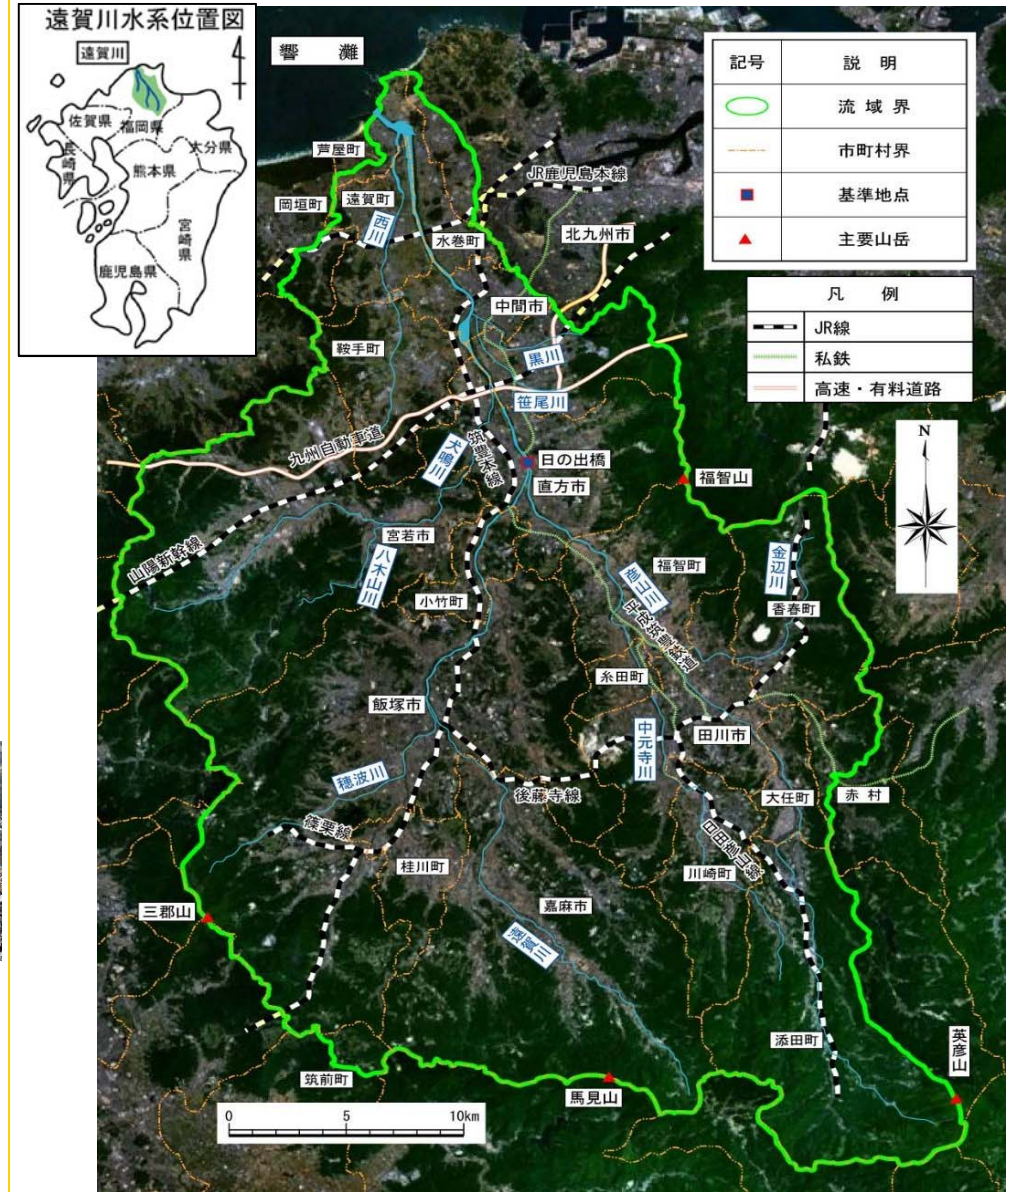 遠賀川水系位置図
遠賀川
佐賀県
福岡県
大分県
長崎県
熊本県
宮崎県
鹿児島県
響灘
記号 説明
流域界
市町村界
基準地点
主要山岳
凡例
JR線
私鉄
高速・有料道路
N
芦屋町
JR鹿児島本線
岡垣町
遠賀町
西川
水巻町
北九州市
中間市
鞍手町
黒川
笹尾川
九州自動車道
犬鳴川
筑豊本線
日の出橋
直方市
福智山
山陽新幹線
宮若市
八木山川
小竹町
福智町
彦山川
金辺川
香春町
平成筑豊鉄道
糸田町
飯塚市
中元寺川
田川市
穂波川
後藤寺線
大任町
赤村
篠栗線
桂川町
日田彦山線
川崎町
三郡山
嘉麻市
遠賀川
添田町
英彦山
筑前町
馬見山
0 5 10km